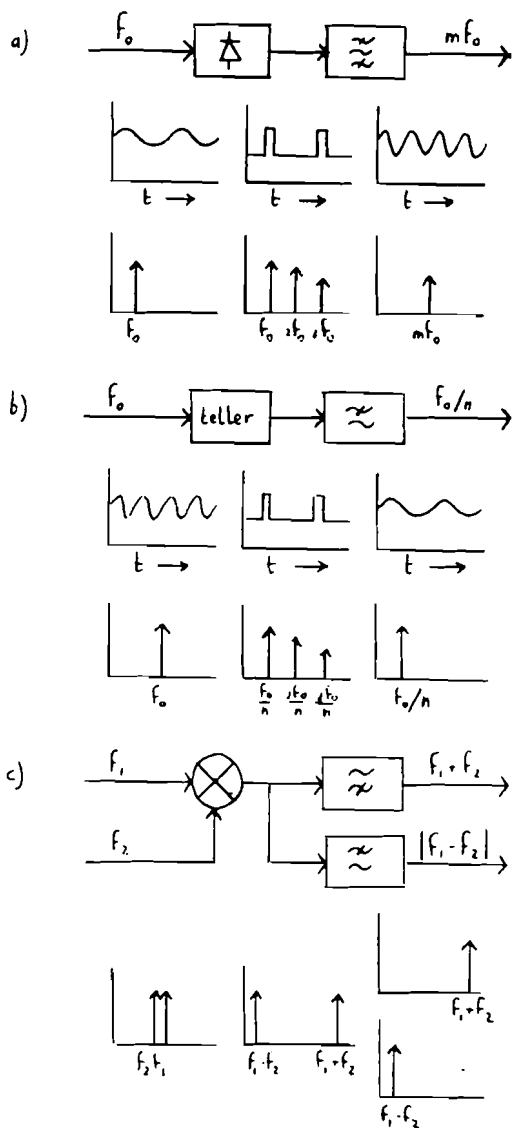 a) f₀ mf₀
t → t → t →
f₀ f₀ 2f₀ 3f₀ mf₀
b) f₀ teller f₀/n
t → t → t →
f₀ f₀/n 2f₀/n 3f₀/n f₀/n
c) f₁ f₁+f₂
f₂ |f₁-f₂|
f₁+f₂
f₂ f₁ f₁-f₂ f₁+f₂
f₁-f₂